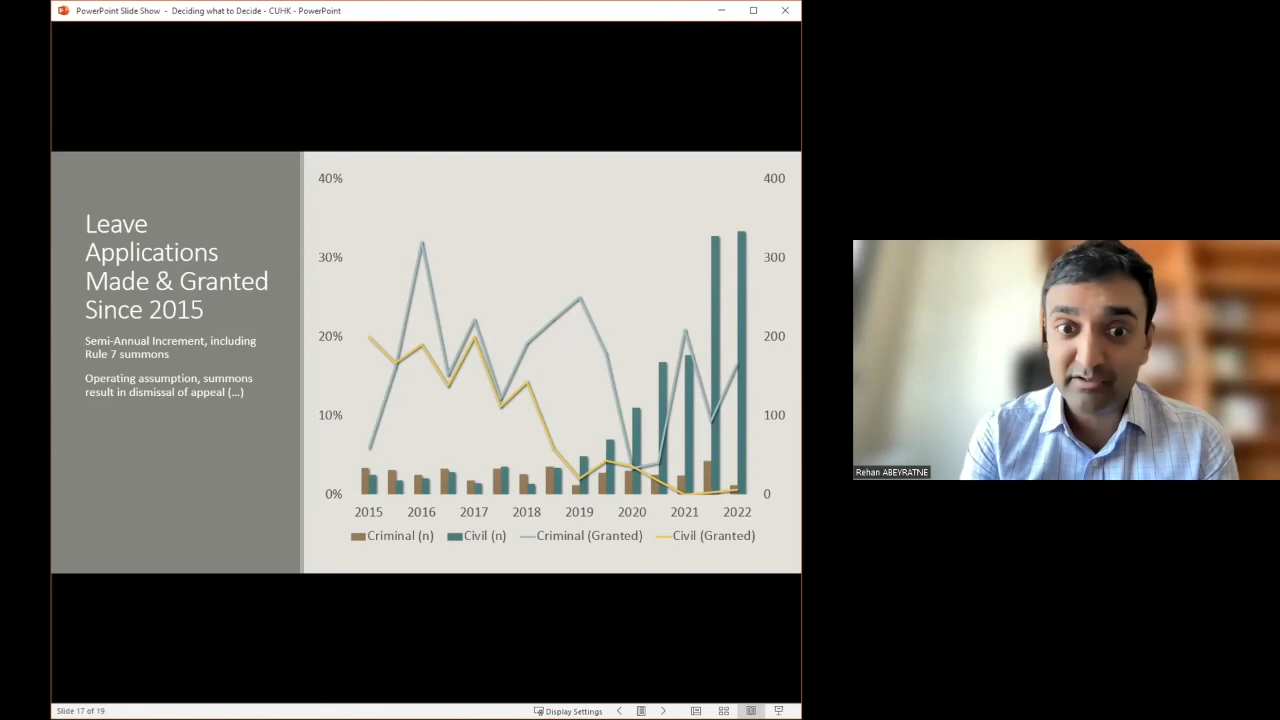 PowerPoint Slide Show - Deciding what to Decide - CUHK - PowerPoint
Leave
Applications
Made & Granted
Since 2015
Semi-Annual Increment, including
Rule 7 summons
Operating assumption, summons
result in dismissal of appeal (...)
40%
30%
20%
10%
0%
400
300
200
100
0
2015 2016 2017 2018 2019 2020 2021 2022
Criminal (n) Civil (n) Criminal (Granted) Civil (Granted)
Rehan ABEYRATNE
Slide 17 of 19
Display Settings